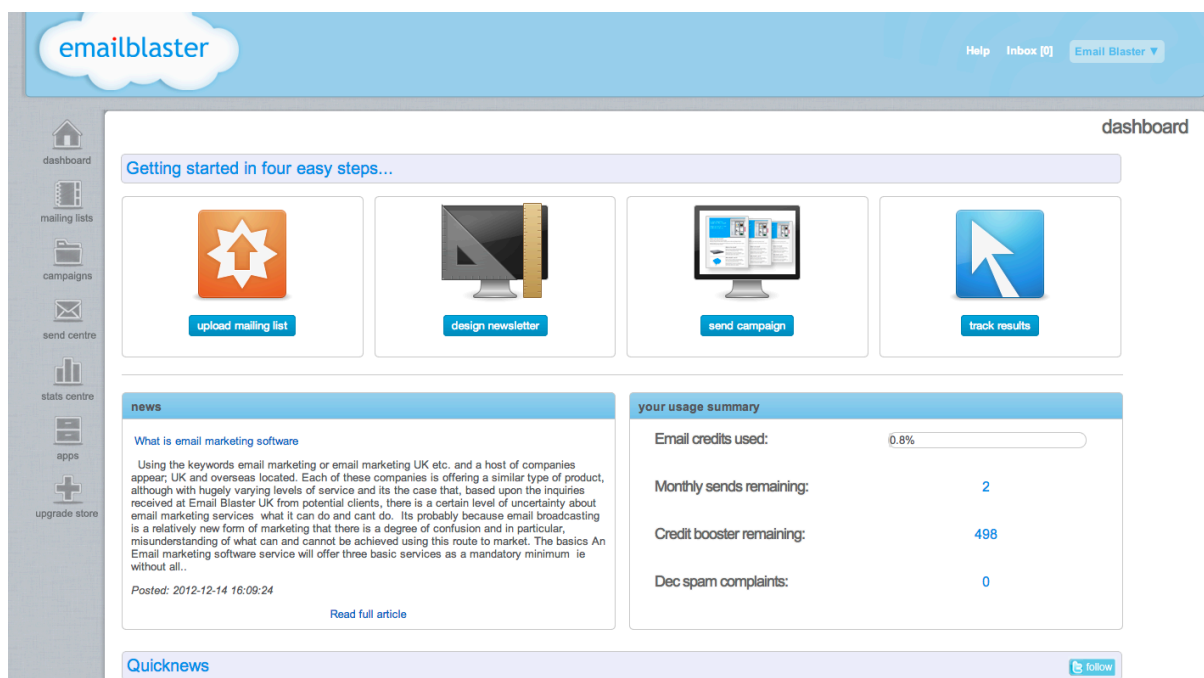 emailblaster
Help Inbox [0] Email Blaster ▼
dashboard
dashboard
mailing lists
campaigns
send centre
stats centre
apps
upgrade store
Getting started in four easy steps...
upload mailing list
design newsletter
send campaign
track results
news
What is email marketing software
Using the keywords email marketing or email marketing UK etc. and a host of companies
appear; UK and overseas located. Each of these companies is offering a similar type of product,
although with hugely varying levels of service and its the case that, based upon the inquiries
received at Email Blaster UK from potential clients, there is a certain level of uncertainty about
email marketing services what it can do and cant do. Its probably because email broadcasting
is a relatively new form of marketing that there is a degree of confusion and in particular,
misunderstanding of what can and cannot be achieved using this route to market. The basics An
Email marketing software service will offer three basic services as a mandatory minimum ie
without all..
Posted: 2012-12-14 16:09:24
Read full article
your usage summary
Email credits used: 0.8%
Monthly sends remaining: 2
Credit booster remaining: 498
Dec spam complaints: 0
Quicknews
follow